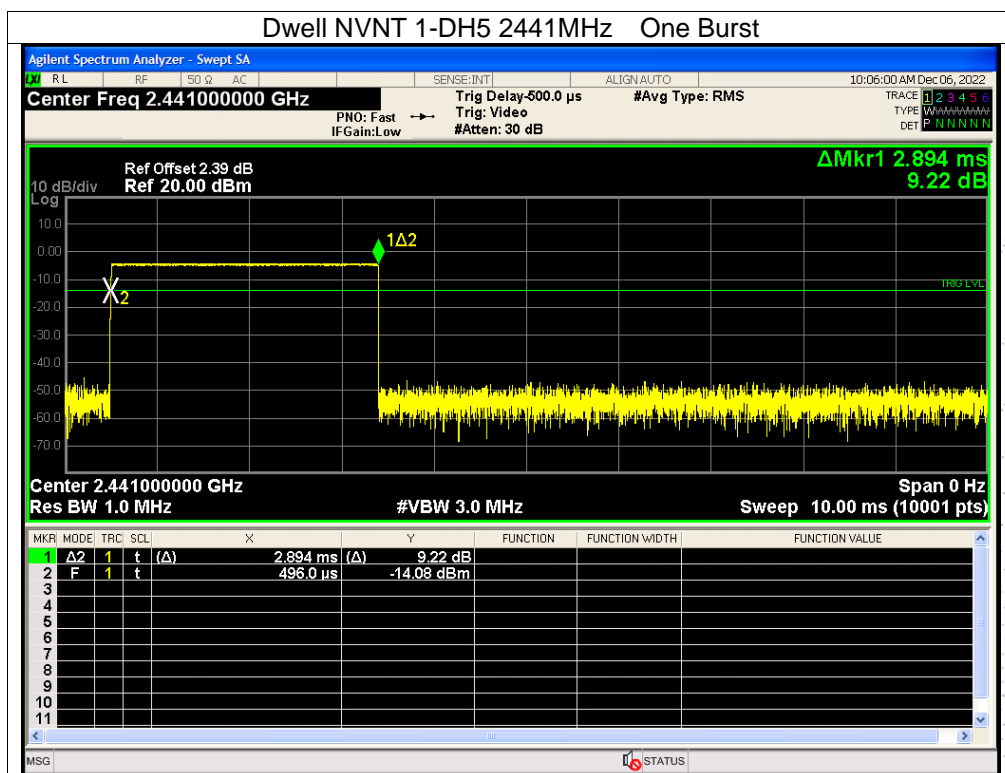 Dwell NVNT 1-DH5 2441MHz One Burst
Agilent Spectrum Analyzer - Swept SA
LXI RL RF 50 Ω AC SENSE:INT ALIGN AUTO 10:06:00 AM Dec 06, 2022
Center Freq 2.441000000 GHz Trig Delay-500.0 µs #Avg Type: RMS TRACE 1 2 3 4 5 6
PNO: Fast Trig: Video TYPE WWWWWW
IFGain:Low #Atten: 30 dB DET P N N N N N
ΔMkr1 2.894 ms
Ref Offset 2.39 dB
10 dB/div Ref 20.00 dBm 9.22 dB
Log
10.0
1Δ2
0.00
-10.0
TRIG LVL
2
-20.0
-30.0
-40.0
-50.0
-60.0
-70.0
Center 2.441000000 GHz Span 0 Hz
Res BW 1.0 MHz #VBW 3.0 MHz Sweep 10.00 ms (10001 pts)
MKR MODE TRC SCL X Y FUNCTION FUNCTION WIDTH FUNCTION VALUE
1 Δ2 1 t (Δ) 2.894 ms (Δ) 9.22 dB
2 F 1 t 496.0 µs -14.08 dBm
3
4
5
6
7
8
9
10
11
MSG STATUS